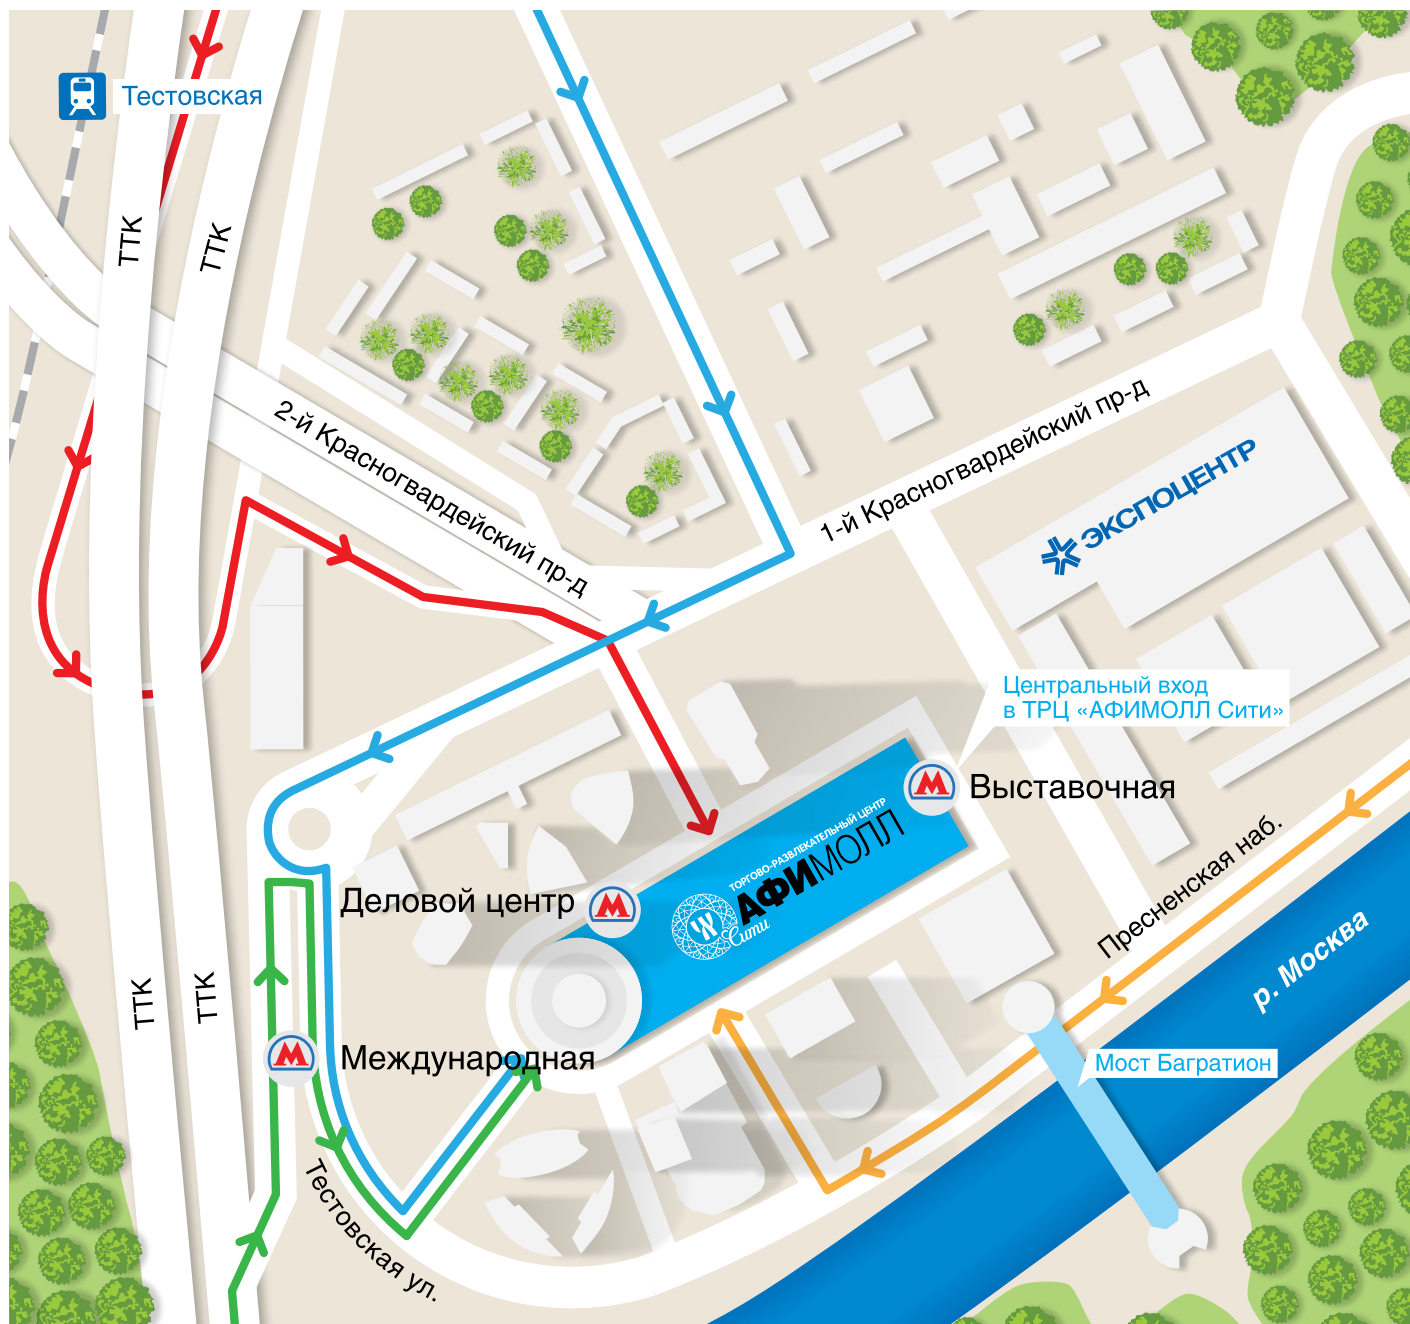 Тестовская
ТТК
ТТК
2-й Красногвардейский пр-д
1-й Красногвардейский пр-д
ЭКСПОЦЕНТР
Центральный вход
в ТРЦ «АФИМОЛЛ Сити»
Выставочная
ТОРГОВО-РАЗВЛЕКАТЕЛЬНЫЙ ЦЕНТР
АФИМОЛЛ
Сити
Деловой центр
Пресненская наб.
р. Москва
ТТК
ТТК
Международная
Мост Багратион
Тестовская ул.